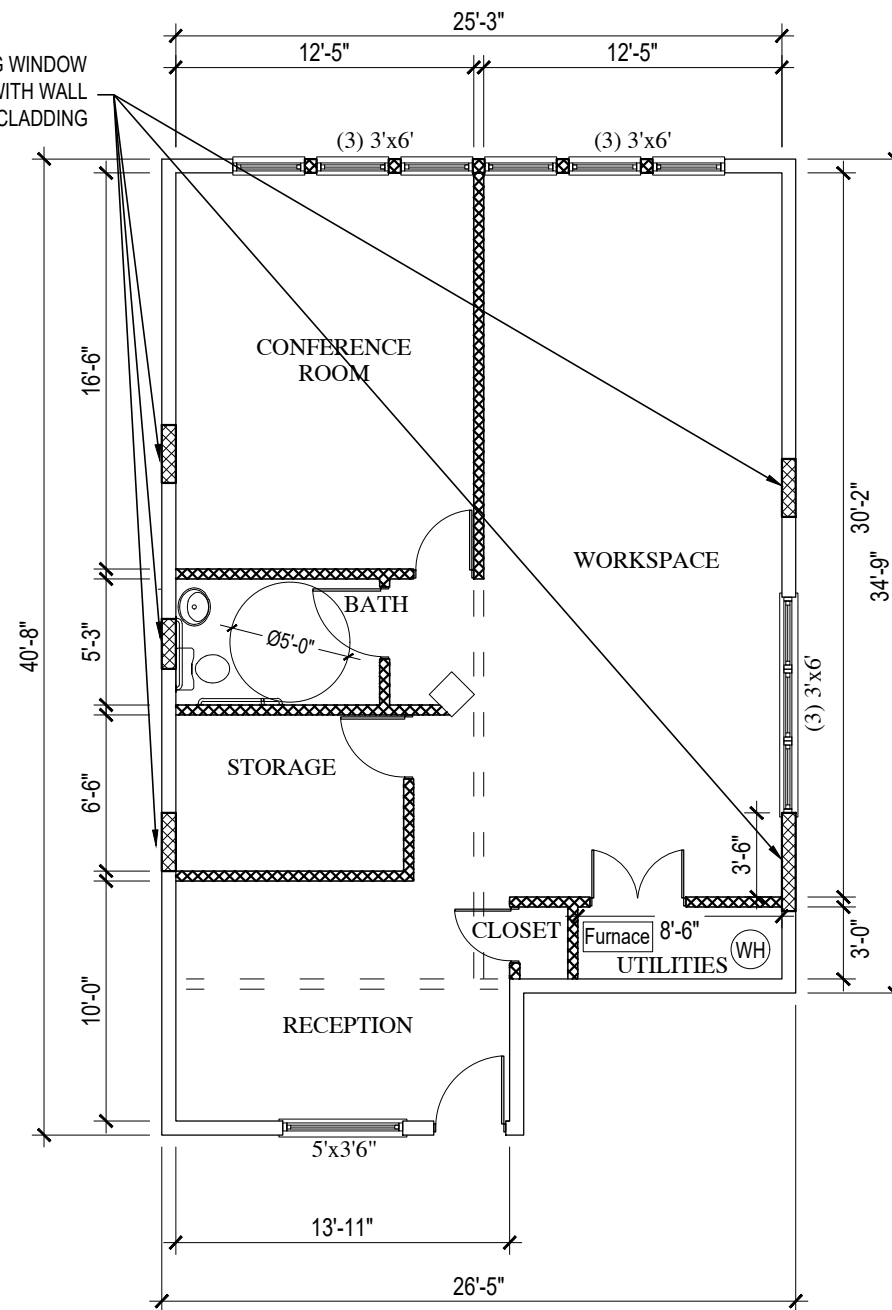 25'-3"
12'-5"
12'-5"
WINDOW
WITH WALL
CLADDING
(3) 3'x6'
(3) 3'x6'
CONFERENCE
ROOM
16'-6"
30'-2"
34'-9"
WORKSPACE
BATH
Ø5'-0"
5'-3"
40'-8"
(3) 3'x6'
STORAGE
6'-6"
3'-6"
CLOSET
Furnace
8'-6"
WH
UTILITIES
3'-0"
10'-0"
RECEPTION
5'x3'6"
13'-11"
26'-5"